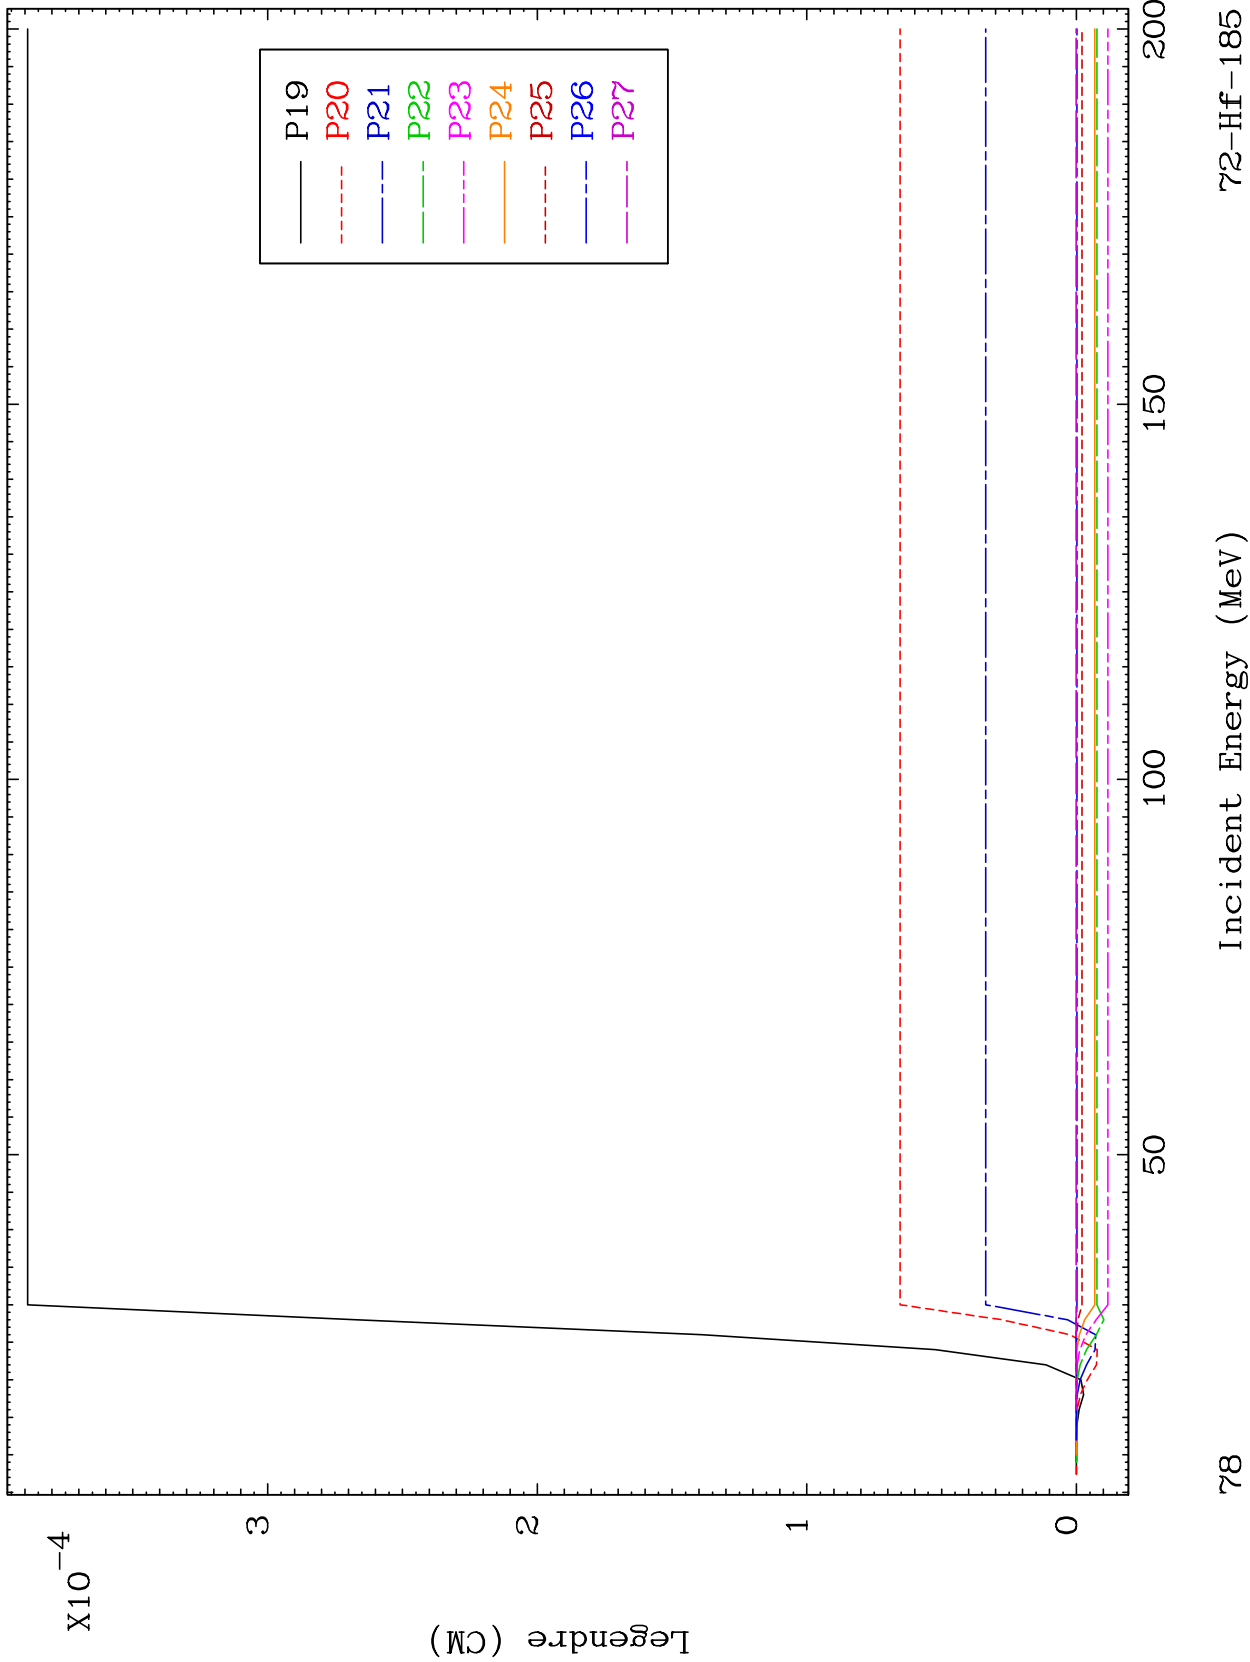 X10-4
Legendre (CM)
3
2
1
0
P19
P20
P21
P22
P23
P24
P25
P26
P27
50
100
150
200
Incident Energy (MeV)
78
72-Hf-185